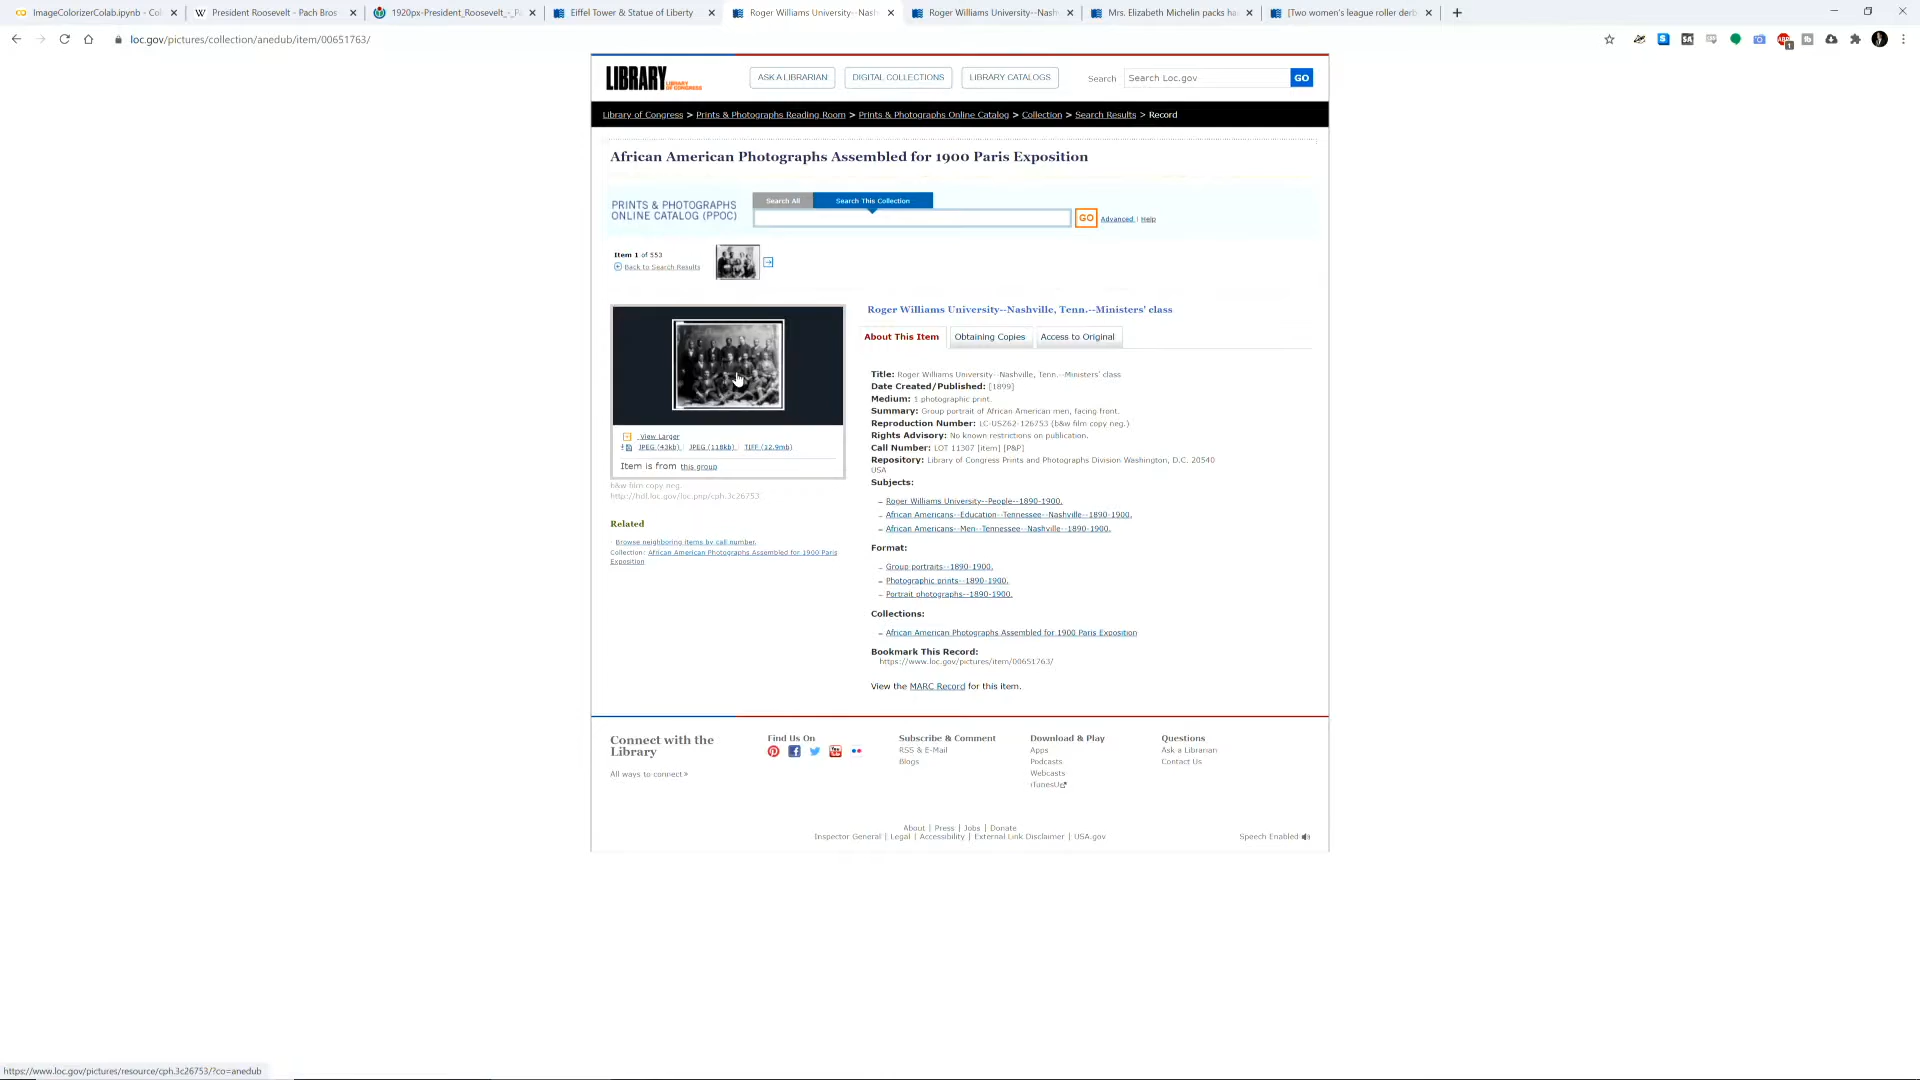 ImageColorizerColab.ipynb - Col
President Roosevelt - Pach Bros
1920px-President_Roosevelt_-_Pa
Eiffel Tower & Statue of Liberty
Roger Williams University--Nash
Roger Williams University--Nash
Mrs. Elizabeth Michelin packs ha
[Two women's league roller derb
loc.gov/pictures/collection/anedub/item/00651763/
LIBRARY
LIBRARY OF CONGRESS
ASK A LIBRARIAN
DIGITAL COLLECTIONS
LIBRARY CATALOGS
Search
Search Loc.gov
GO
Library of Congress > Prints & Photographs Reading Room > Prints & Photographs Online Catalog > Collection > Search Results > Record
African American Photographs Assembled for 1900 Paris Exposition
PRINTS & PHOTOGRAPHS
ONLINE CATALOG (PPOC)
Search All
Search This Collection
GO
Advanced | Help
Item 1 of 553
Back to Search Results
Roger Williams University--Nashville, Tenn.--Ministers' class
About This Item
Obtaining Copies
Access to Original
Title: Roger Williams University--Nashville, Tenn.--Ministers' class
Date Created/Published: [1899]
Medium: 1 photographic print.
Summary: Group portrait of African American men, facing front.
Reproduction Number: LC-USZ62-126753 (b&w film copy neg.)
Rights Advisory: No known restrictions on publication.
Call Number: LOT 11307 [item] [P&P]
Repository: Library of Congress Prints and Photographs Division Washington, D.C. 20540
USA
Subjects:
– Roger Williams University--People--1890-1900.
– African Americans--Education--Tennessee--Nashville--1890-1900.
– African Americans--Men--Tennessee--Nashville--1890-1900.
Format:
– Group portraits--1890-1900.
– Photographic prints--1890-1900.
– Portrait photographs--1890-1900.
Collections:
– African American Photographs Assembled for 1900 Paris Exposition
Bookmark This Record:
https://www.loc.gov/pictures/item/00651763/
View the MARC Record for this item.
View Larger
JPEG (43kb) | JPEG (118kb) | TIFF (12.9mb)
Item is from this group
b&w film copy neg.
http://hdl.loc.gov/loc.pnp/cph.3c26753
Related
· Browse neighboring items by call number.
Collection: African American Photographs Assembled for 1900 Paris
Exposition
Connect with the
Library
All ways to connect »
Find Us On
Subscribe & Comment
RSS & E-Mail
Blogs
Download & Play
Apps
Podcasts
Webcasts
iTunesU
Questions
Ask a Librarian
Contact Us
About | Press | Jobs | Donate
Inspector General | Legal | Accessibility | External Link Disclaimer | USA.gov
Speech Enabled
https://www.loc.gov/pictures/resource/cph.3c26753/?co=anedub